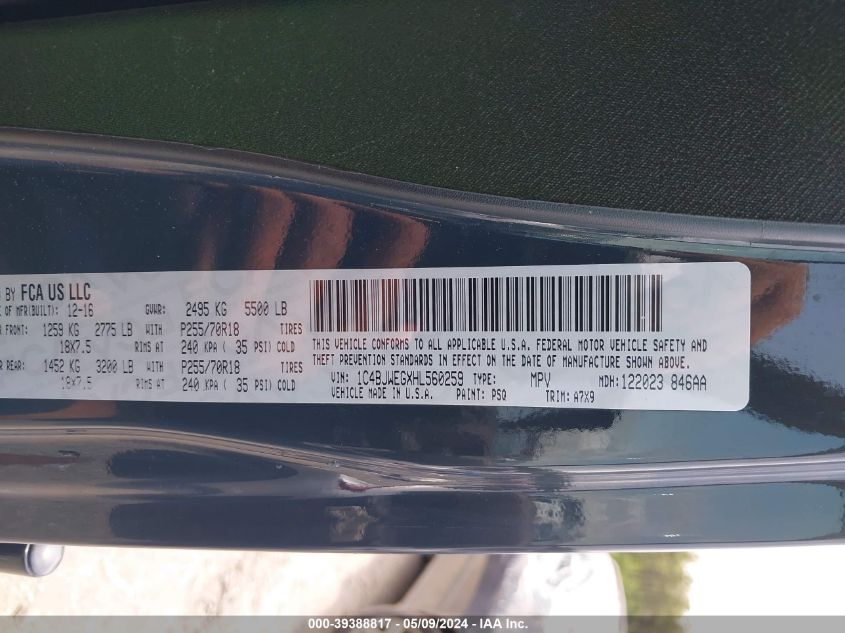 BY FCA US LLC
OF MFR(BUILT): 12-16 GVWR: 2495 KG 5500 LB
FRONT: 1259 KG 2775 LB WITH P255/70R18 TIRES
18X7.5 RIMS AT 240 KPA ( 35 PSI) COLD
REAR: 1452 KG 3200 LB WITH P255/70R18 TIRES
18X7.5 RIMS AT 240 KPA ( 35 PSI) COLD
THIS VEHICLE CONFORMS TO ALL APPLICABLE U.S.A. FEDERAL MOTOR VEHICLE SAFETY AND
THEFT PREVENTION STANDARDS IN EFFECT ON THE DATE OF MANUFACTURE SHOWN ABOVE.
VIN: 1C4BJWEGXHL560259 TYPE: MPV MDH: 122023 846AA
VEHICLE MADE IN U.S.A. PAINT: PSQ TRIM: A7X9
000-39388817 - 05/09/2024 - IAA Inc.